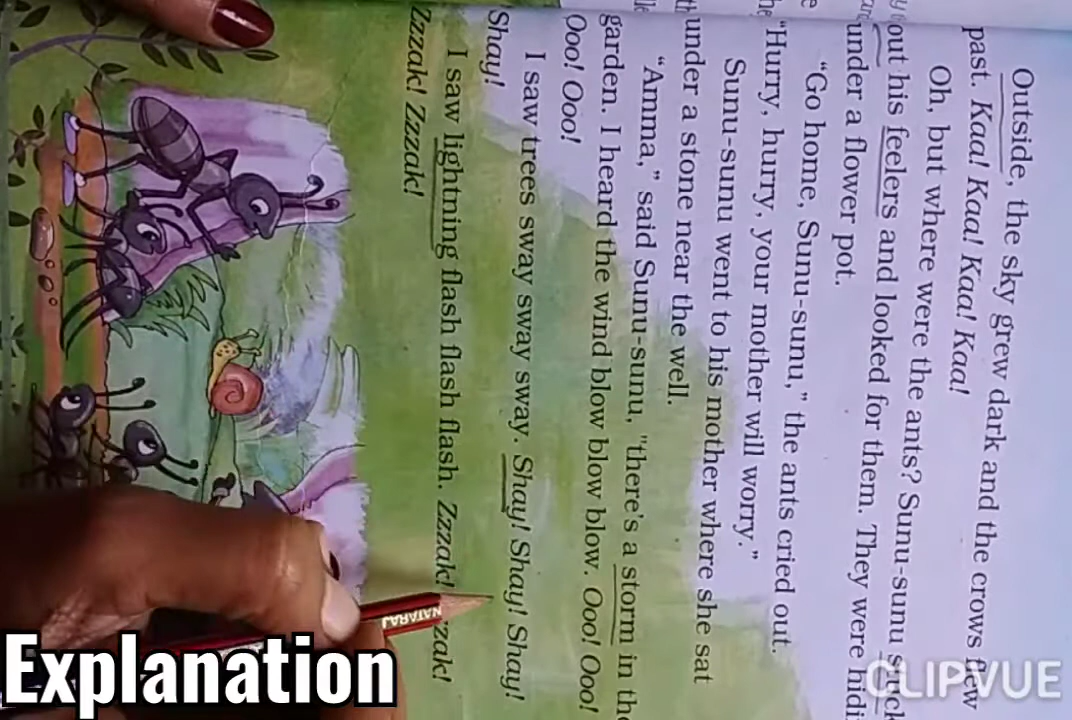 Outside, the sky grew dark and the crows flew
past. Kaa! Kaa! Kaa! Kaa!
Oh, but where were the ants? Sunu-sunu stuck
out his feelers and looked for them. They were
under a flower pot.
"Go home, Sunu-sunu," the ants cried out.
"Hurry, hurry, your mother will worry."
Sunu-sunu went to his mother where she sat
under a stone near the well.
"Amma," said Sunu-sunu, "there's a storm in the
garden. I heard the wind blow blow blow. Ooo! Ooo!
Ooo! Ooo!
I saw trees sway sway sway. Shay! Shay! Shay!
Shay!
I saw lightning flash flash flash. Zzzak! zak!
Zzzak! Zzzak!
NATARAJ
Explanation
CLIPVUE